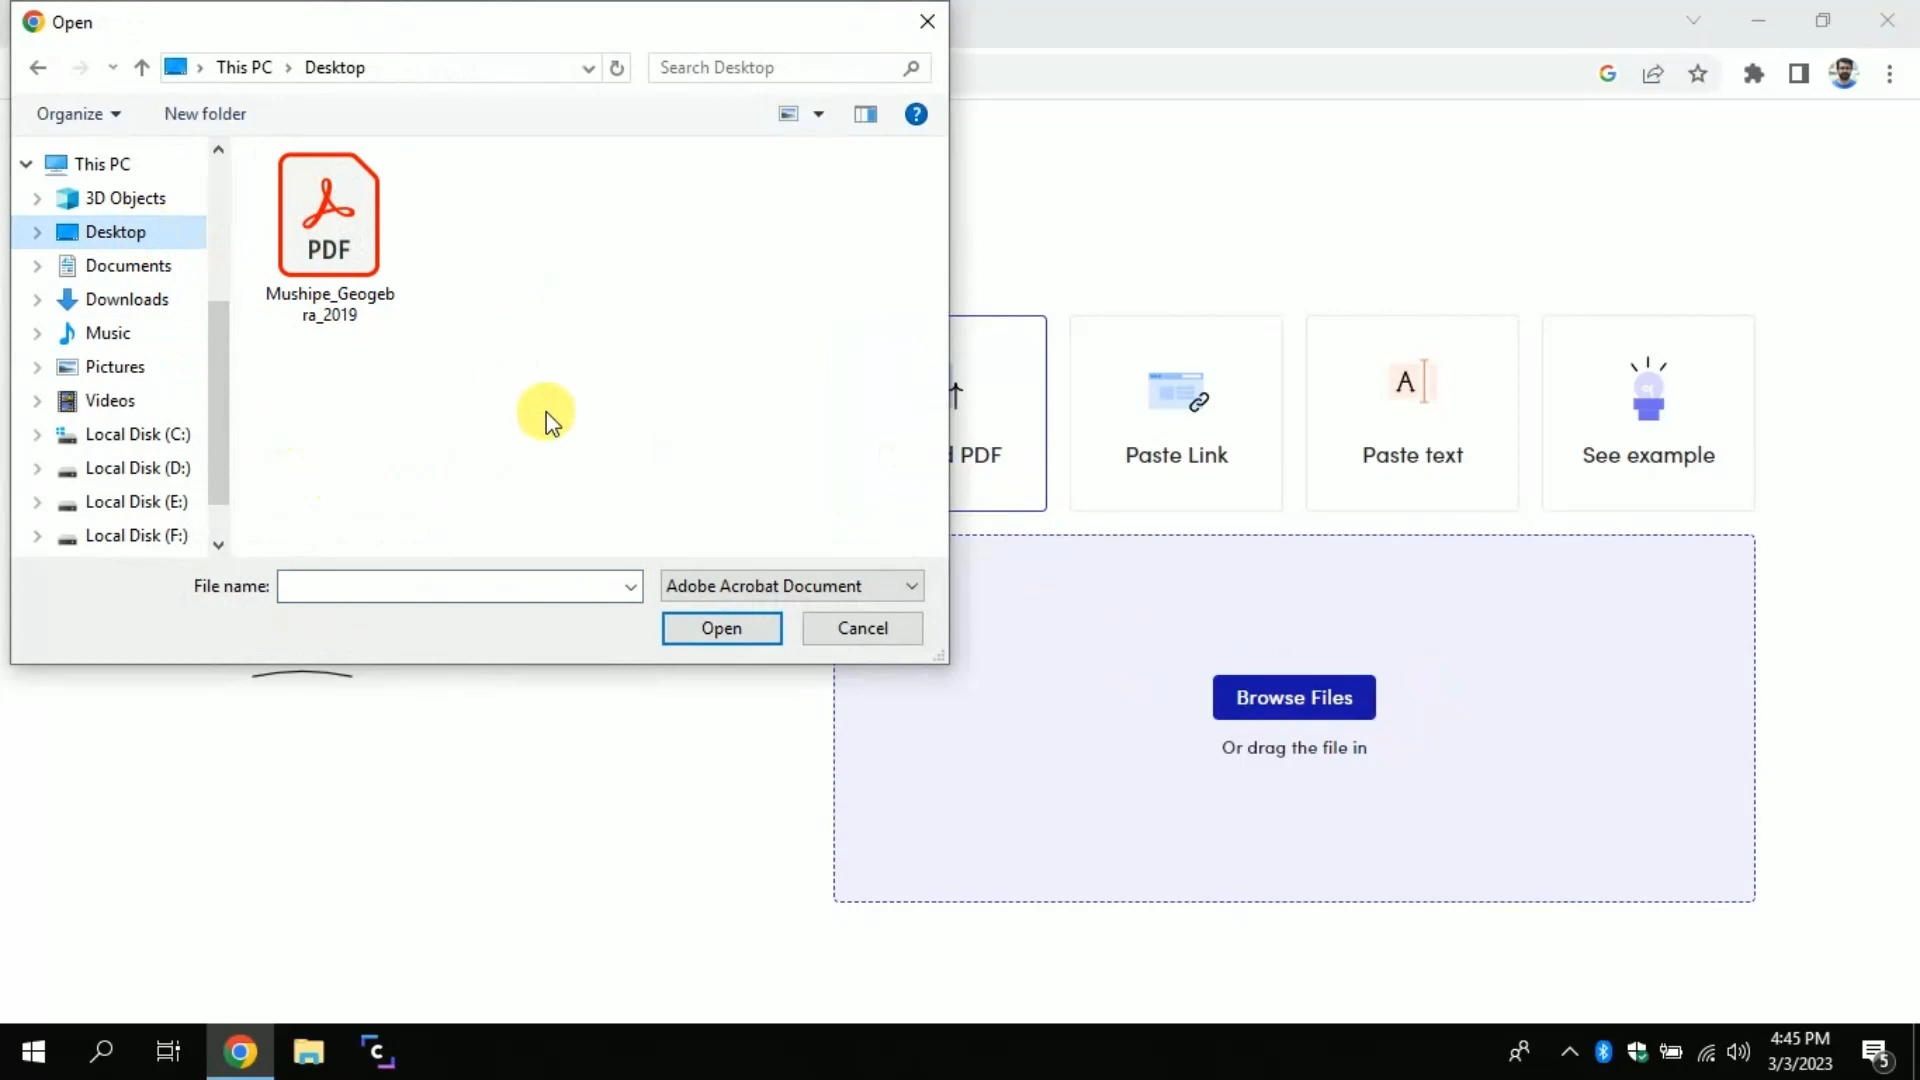 Open
This PC
Desktop
Search Desktop
Organize
New folder
This PC
3D Objects
Desktop
Documents
Downloads
Music
Pictures
Videos
Local Disk (C:)
Local Disk (D:)
Local Disk (E:)
Local Disk (F:)
PDF
Mushipe_Geogeb
ra_2019
File name:
Adobe Acrobat Document
Open
Cancel
PDF
Paste Link
A
Paste text
See example
Browse Files
Or drag the file in
4:45 PM
3/3/2023
5